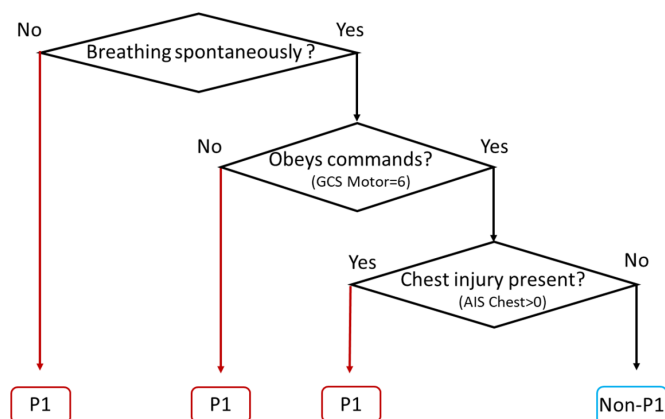 No
Yes
Breathing spontaneously ?
No
Yes
Obeys commands?
(GCS Motor=6)
Yes
No
Chest injury present?
(AIS Chest>0)
P1
P1
P1
Non-P1